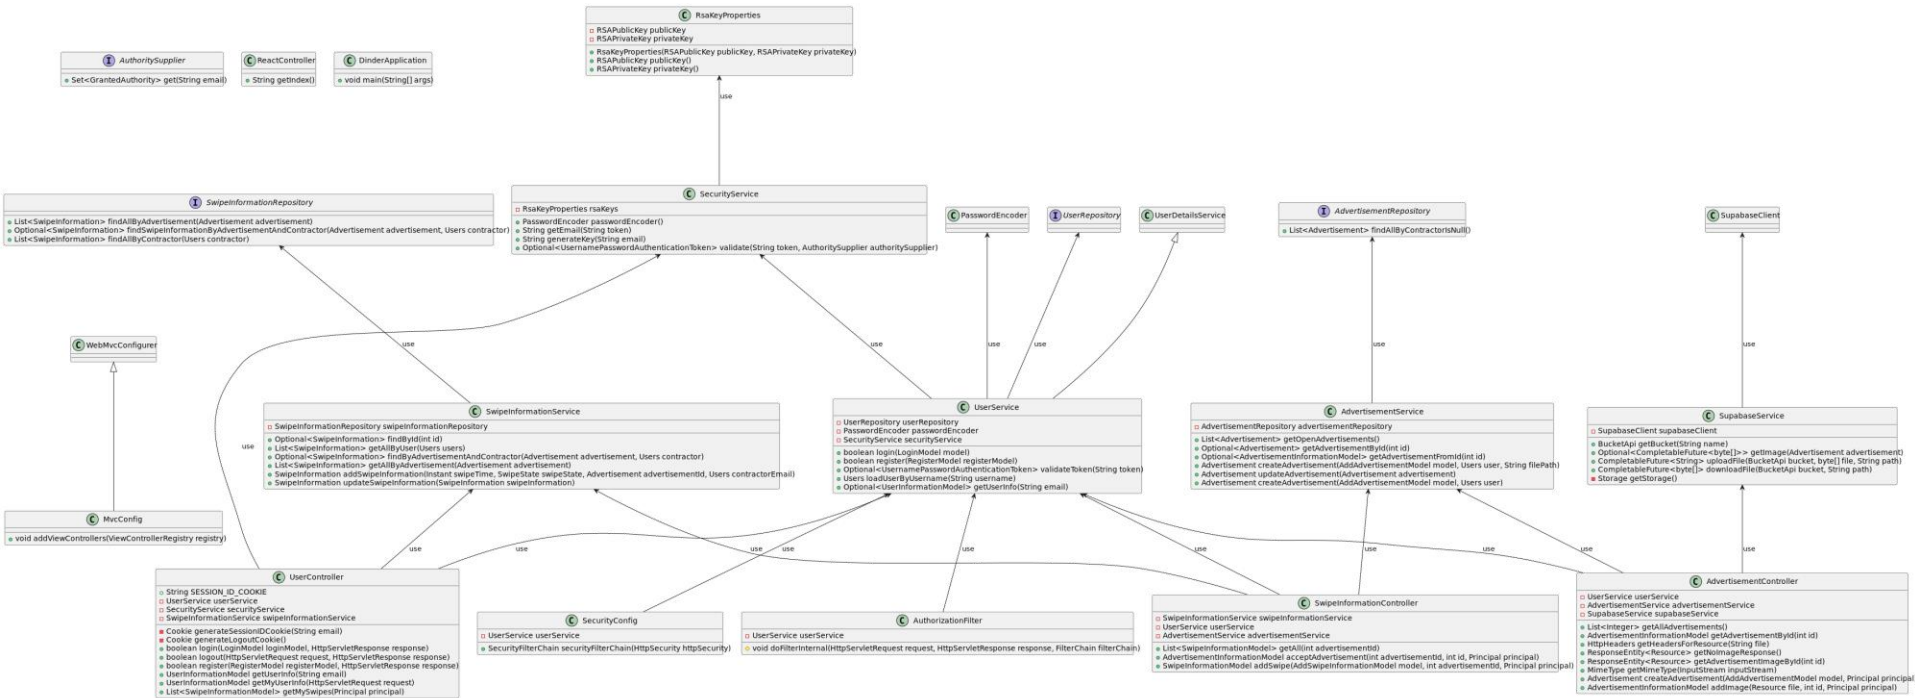 RsaKeyProperties
RSAPublicKey publicKey
RSAPrivateKey privateKey
RsaKeyProperties(RSAPublicKey publicKey, RSAPrivateKey privateKey)
RSAPublicKey publicKey()
RSAPrivateKey privateKey()
AuthoritySupplier
Set<GrantedAuthority> get(String email)
ReactController
String getIndex()
DinderApplication
void main(String[] args)
use
SwipeInformationRepository
List<SwipeInformation> findAllByAdvertisement(Advertisement advertisement)
Optional<SwipeInformation> findSwipeInformationByAdvertisementAndContractor(Advertisement advertisement, Users contractor)
List<SwipeInformation> findAllByContractor(Users contractor)
SecurityService
RsaKeyProperties rsaKeys
PasswordEncoder passwordEncoder()
String getEmail(String token)
String generateKey(String email)
Optional<UsernamePasswordAuthenticationToken> validate(String token, AuthoritySupplier authoritySupplier)
PasswordEncoder
UserRepository
UserDetailsService
AdvertisementRepository
List<Advertisement> findAllByContractorIsNull()
SupabaseClient
WebMvcConfigurer
use
use
use
use
use
use
SwipeInformationService
SwipeInformationRepository swipeInformationRepository
Optional<SwipeInformation> findById(int id)
List<SwipeInformation> getAllByUser(Users users)
Optional<SwipeInformation> findByAdvertisementAndContractor(Advertisement advertisement, Users contractor)
List<SwipeInformation> getAllByAdvertisement(Advertisement advertisement)
SwipeInformation addSwipeInformation(Instant swipeTime, SwipeState swipeState, Advertisement advertisementId, Users contractorEmail)
SwipeInformation updateSwipeInformation(SwipeInformation swipeInformation)
UserService
UserRepository userRepository
PasswordEncoder passwordEncoder
SecurityService securityService
boolean login(LoginModel model)
boolean register(RegisterModel registerModel)
Optional<UsernamePasswordAuthenticationToken> validateToken(String token)
Users loadUserByUsername(String username)
Optional<UserInformationModel> getUserInfo(String email)
AdvertisementService
AdvertisementRepository advertisementRepository
List<Advertisement> getOpenAdvertisements()
Optional<Advertisement> getAdvertisementById(int id)
Optional<AdvertisementInformationModel> getAdvertisementFromId(int id)
Advertisement createAdvertisement(AddAdvertisementModel model, Users user, String filePath)
Advertisement updateAdvertisement(Advertisement advertisement)
Advertisement createAdvertisement(AddAdvertisementModel model, Users user)
SupabaseService
SupabaseClient supabaseClient
BucketApi getBucket(String name)
Optional<CompletableFuture<byte[]>> getImage(Advertisement advertisement)
CompletableFuture<String> uploadFile(BucketApi bucket, byte[] file, String path)
CompletableFuture<byte[]> downloadFile(BucketApi bucket, String path)
Storage getStorage()
use
MvcConfig
void addViewControllers(ViewControllerRegistry registry)
use
use
use
use
use
use
use
use
UserController
String SESSION_ID_COOKIE
UserService userService
SecurityService securityService
SwipeInformationService swipeInformationService
Cookie generateSessionIDCookie(String email)
Cookie generateLogoutCookie()
boolean login(LoginModel loginModel, HttpServletResponse response)
boolean logout(HttpServletRequest request, HttpServletResponse response)
boolean register(RegisterModel registerModel, HttpServletResponse response)
UserInformationModel getUserInfo(String email)
UserInformationModel getMyUserInfo(HttpServletRequest request)
List<SwipeInformationModel> getMySwipes(Principal principal)
SecurityConfig
UserService userService
SecurityFilterChain securityFilterChain(HttpSecurity httpSecurity)
AuthorizationFilter
UserService userService
void doFilterInternal(HttpServletRequest request, HttpServletResponse response, FilterChain filterChain)
SwipeInformationController
SwipeInformationService swipeInformationService
UserService userService
AdvertisementService advertisementService
List<SwipeInformationModel> getAll(int advertisementId)
AdvertisementInformationModel acceptAdvertisement(int advertisementId, int id, Principal principal)
SwipeInformationModel addSwipe(AddSwipeInformationModel model, int advertisementId, Principal principal)
AdvertisementController
UserService userService
AdvertisementService advertisementService
SupabaseService supabaseService
List<Integer> getAllAdvertisements()
AdvertisementInformationModel getAdvertisementById(int id)
HttpHeaders getHeadersForResource(String file)
ResponseEntity<Resource> getNoImageResponse()
ResponseEntity<Resource> getAdvertisementImageById(int id)
MimeType getMimeType(InputStream inputStream)
Advertisement createAdvertisement(AddAdvertisementModel model, Principal principal
AdvertisementInformationModel addImage(Resource file, int id, Principal principal)